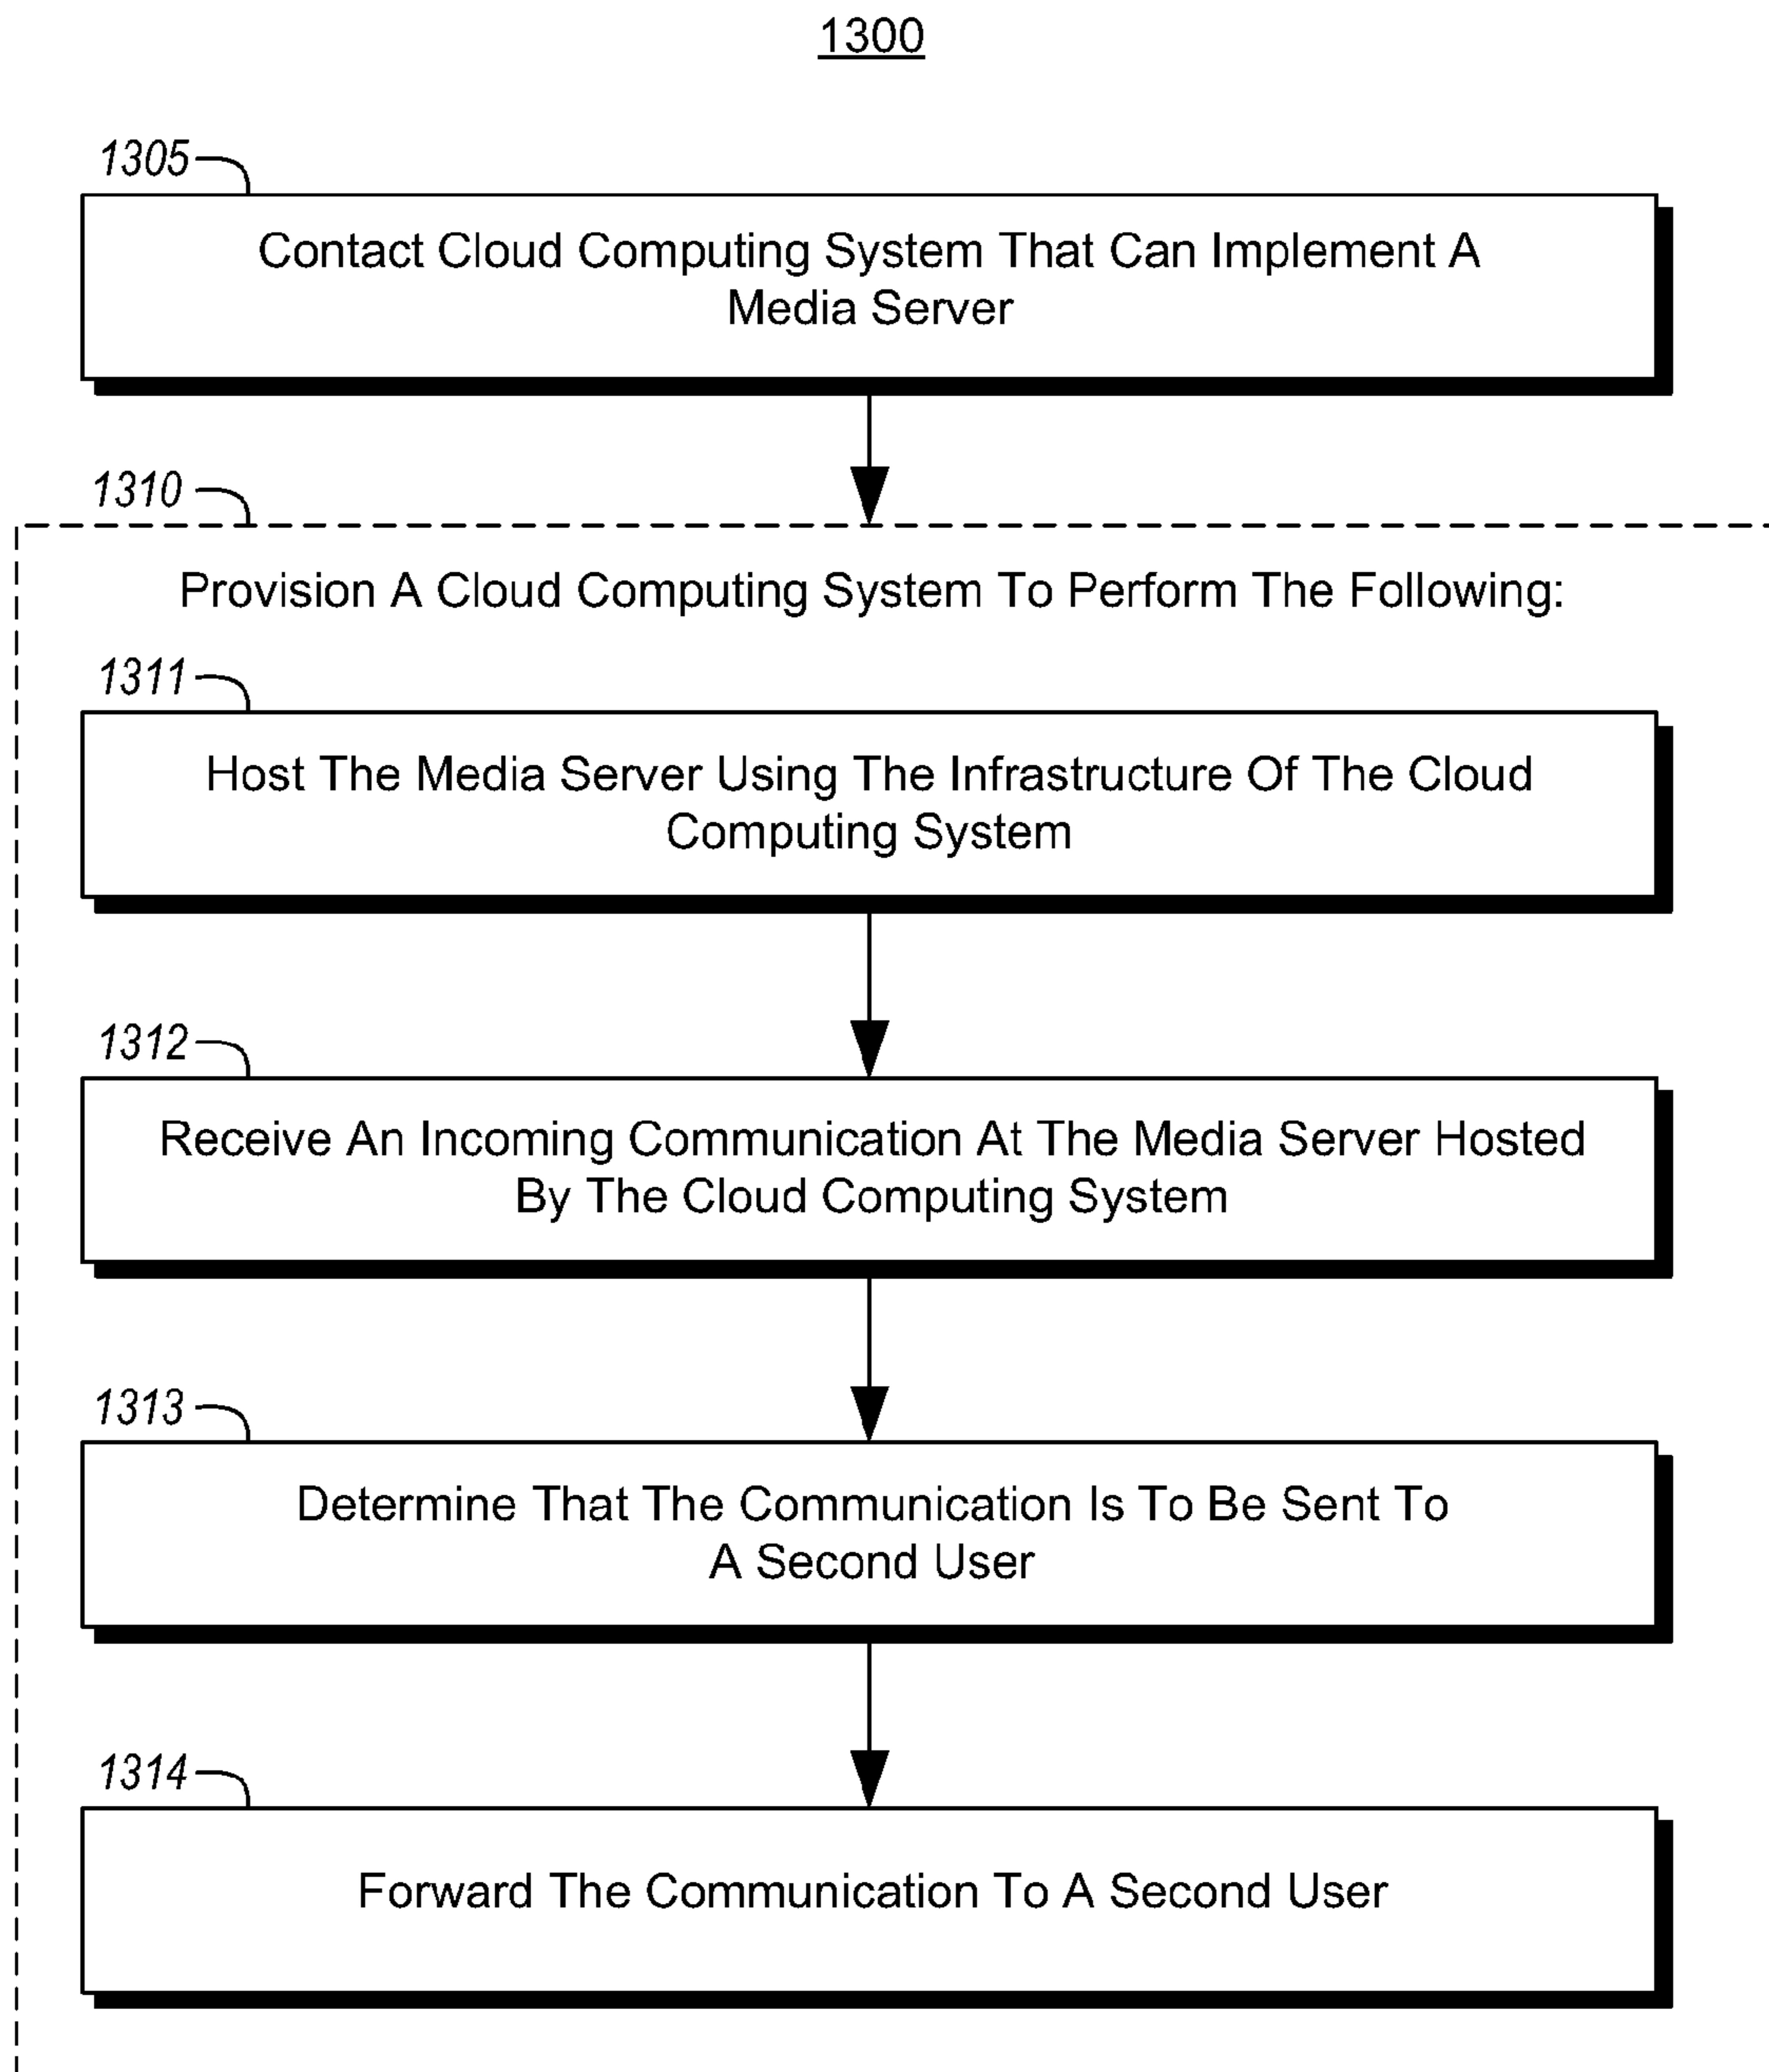 1300
1305
Contact Cloud Computing System That Can Implement A
Media Server
1310
Provision A Cloud Computing System To Perform The Following:
1311
Host The Media Server Using The Infrastructure Of The Cloud
Computing System
1312
Receive An Incoming Communication At The Media Server Hosted
By The Cloud Computing System
1313
Determine That The Communication Is To Be Sent To
A Second User
1314
Forward The Communication To A Second User